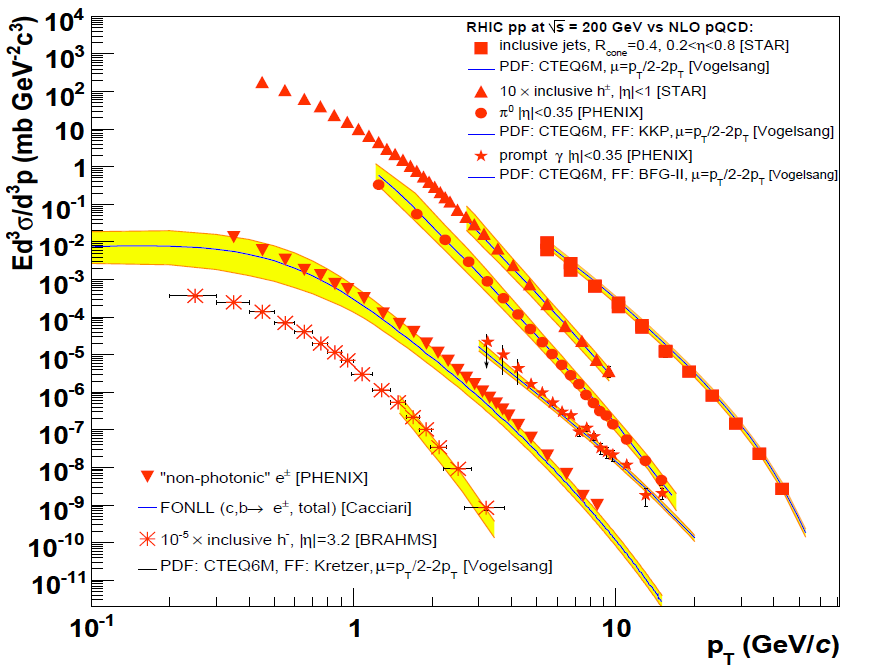 RHIC pp at √s = 200 GeV vs NLO pQCD:
inclusive jets, R_cone=0.4, 0.2<η<0.8 [STAR]
PDF: CTEQ6M, μ=p_T/2-2p_T [Vogelsang]
10 × inclusive h±, |η|<1 [STAR]
π⁰ |η|<0.35 [PHENIX]
PDF: CTEQ6M, FF: KKP, μ=p_T/2-2p_T [Vogelsang]
prompt γ |η|<0.35 [PHENIX]
PDF: CTEQ6M, FF: BFG-II, μ=p_T/2-2p_T [Vogelsang]
Ed³σ/d³p (mb GeV⁻²c³)
10⁴
10³
10²
10
1
10⁻¹
10⁻²
10⁻³
10⁻⁴
10⁻⁵
10⁻⁶
10⁻⁷
10⁻⁸
10⁻⁹
10⁻¹⁰
10⁻¹¹
"non-photonic" e± [PHENIX]
FONLL (c,b→ e±, total) [Cacciari]
10⁻⁵ × inclusive h⁻, |η|=3.2 [BRAHMS]
PDF: CTEQ6M, FF: Kretzer, μ=p_T/2-2p_T [Vogelsang]
10⁻¹ 1 10
p_T (GeV/c)